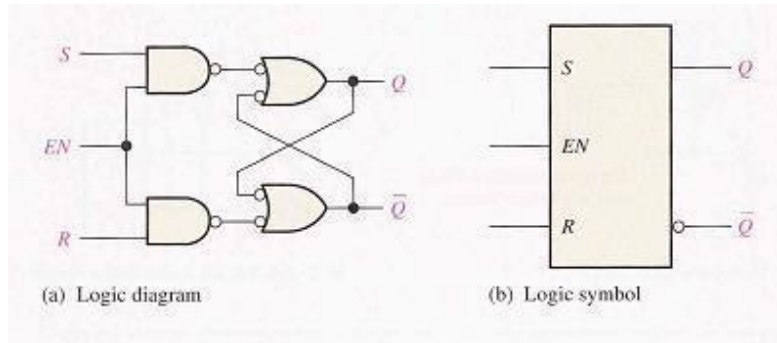 S
EN
R
Q
Q̅
(a) Logic diagram
S
EN
R
Q
Q̅
(b) Logic symbol